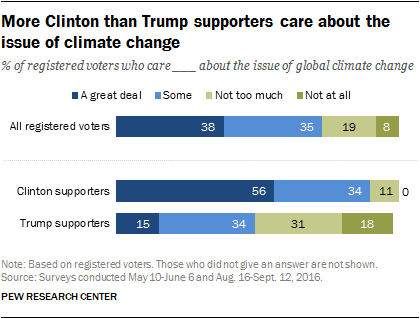 More Clinton than Trump supporters care about the
issue of climate change
% of registered voters who care ____ about the issue of global climate change
A great deal Some Not too much Not at all
All registered voters 38 35 19 8
Clinton supporters 56 34 11 0
Trump supporters 15 34 31 18
Note: Based on registered voters. Those who did not give an answer are not shown.
Source: Surveys conducted May 10-June 6 and Aug. 16-Sept. 12, 2016.
PEW RESEARCH CENTER